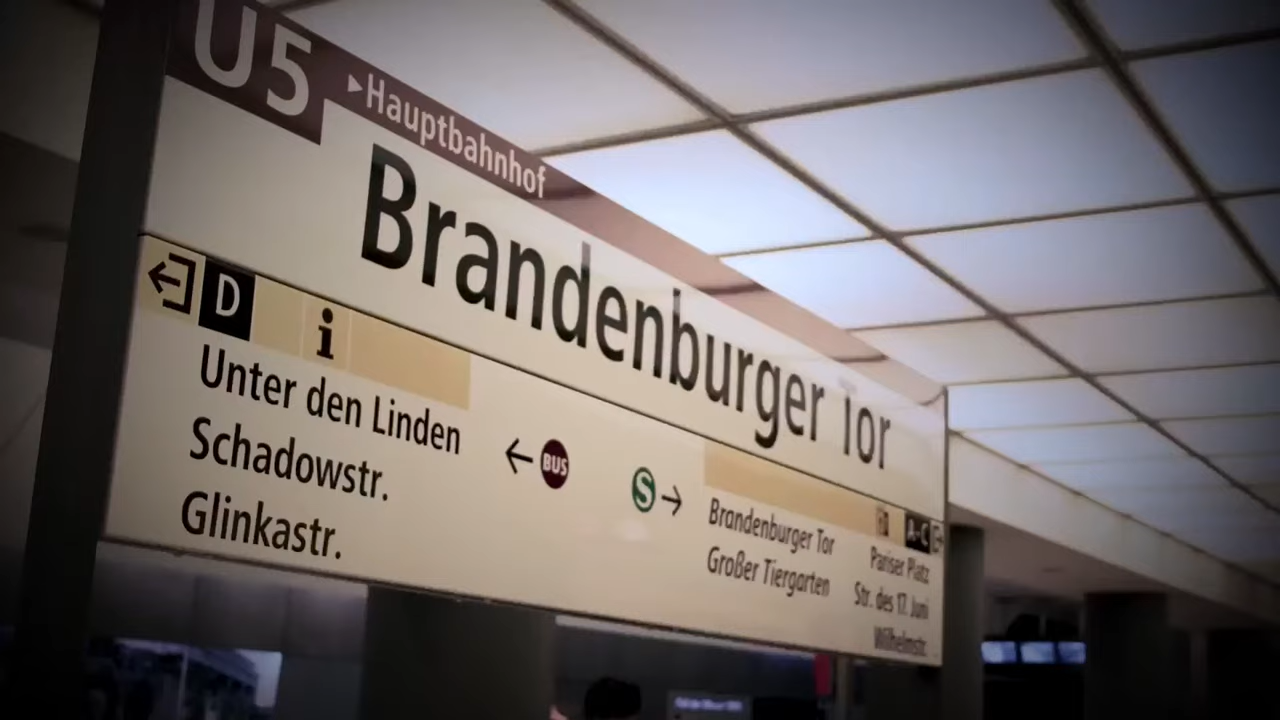 U5 ▸Hauptbahnhof
Brandenburger Tor
D i
Unter den Linden
Schadowstr.
Glinkastr.
← BUS
S →
A-C
Brandenburger Tor
Großer Tiergarten
Pariser Platz
Str. des 17. Juni
Wilhelmstr.